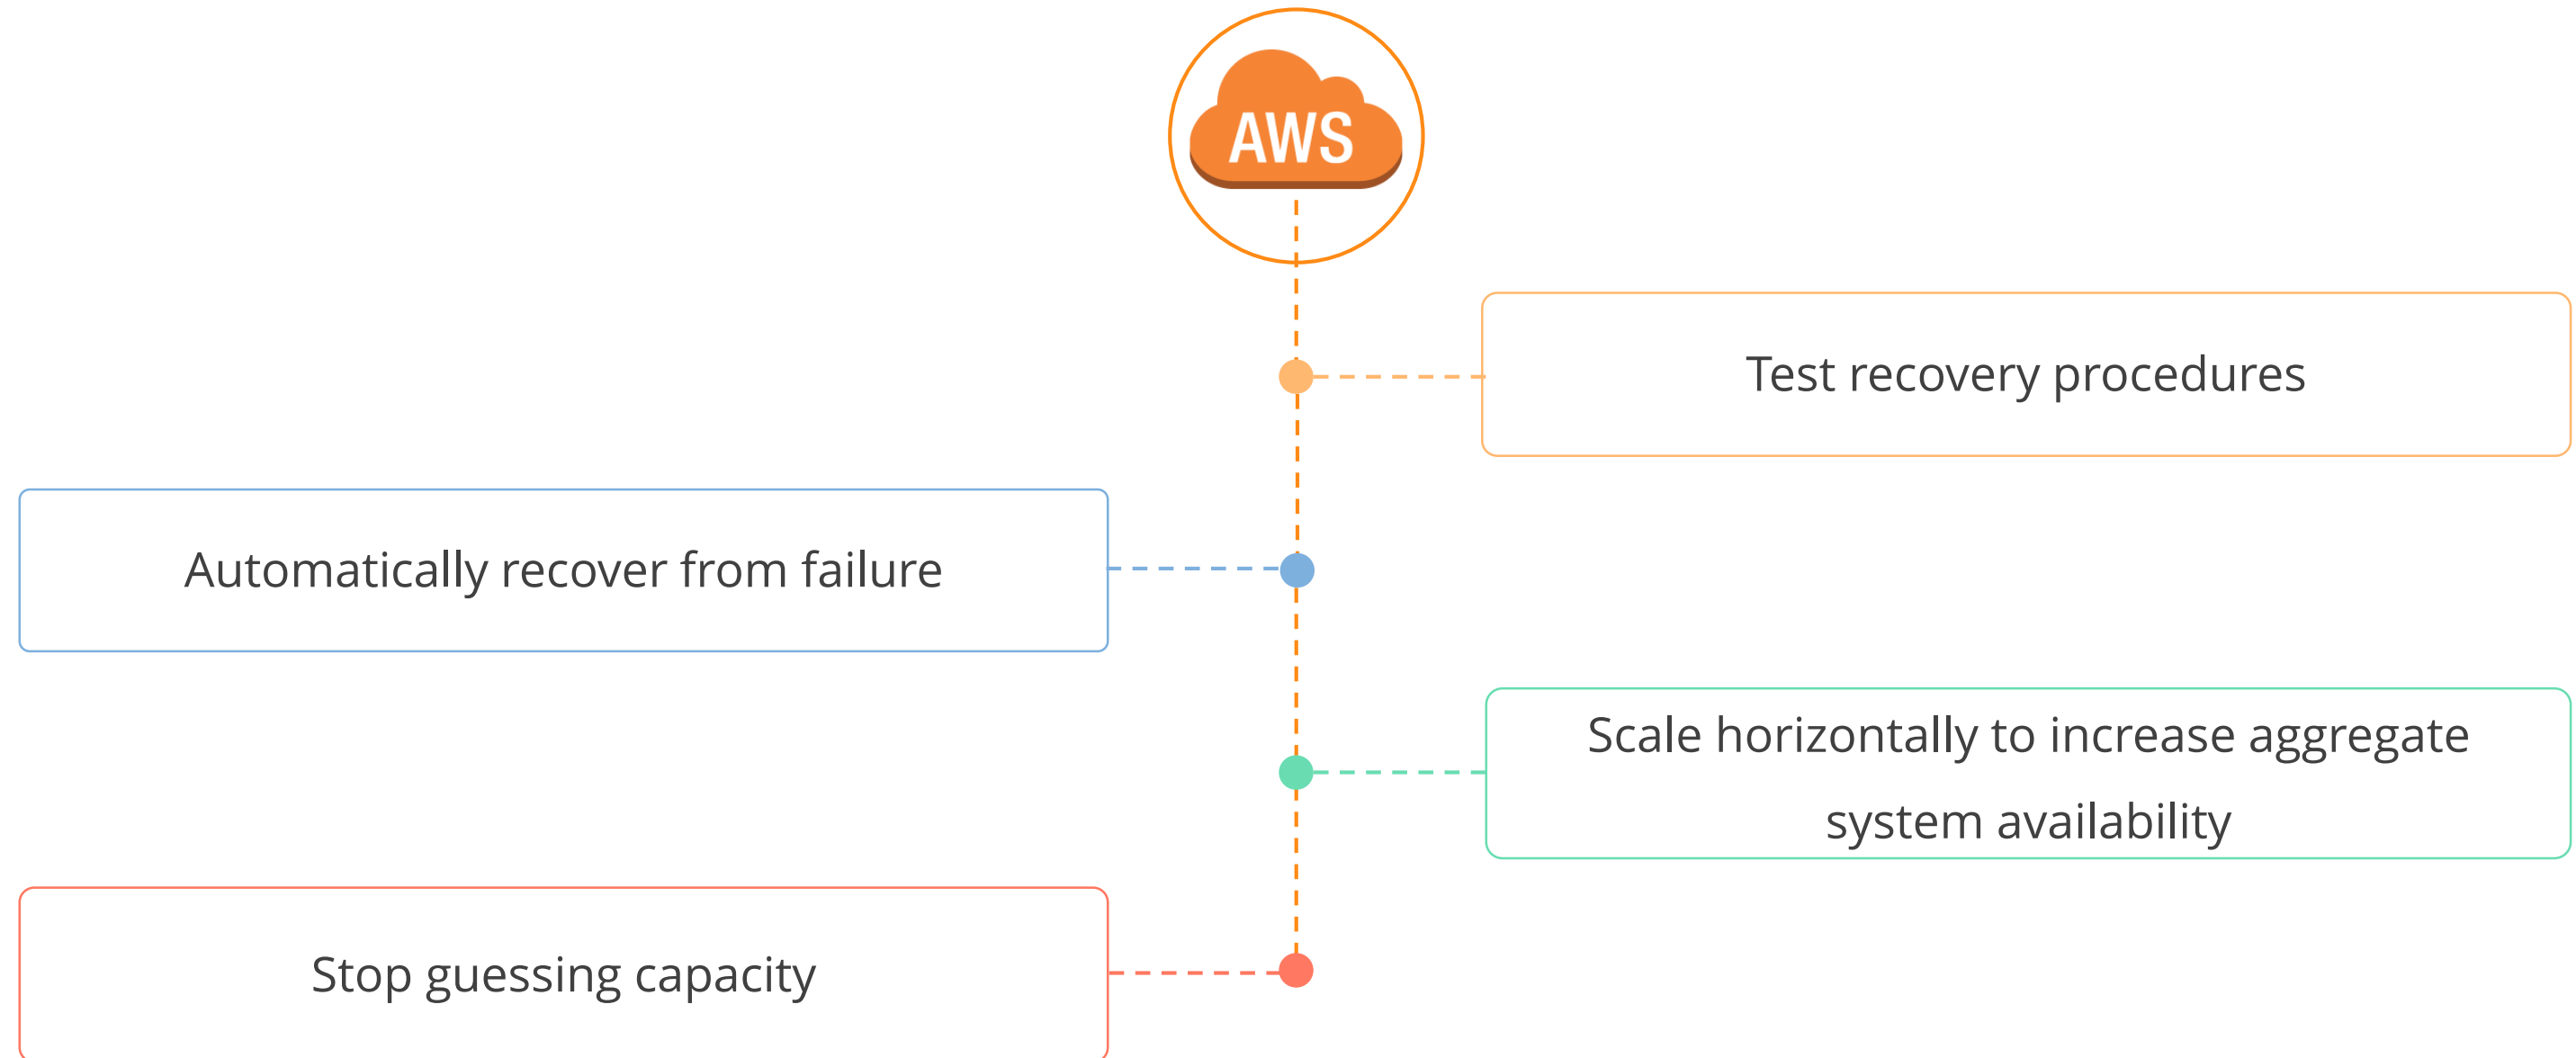 AWS
Test recovery procedures
Automatically recover from failure
Scale horizontally to increase aggregate
system availability
Stop guessing capacity